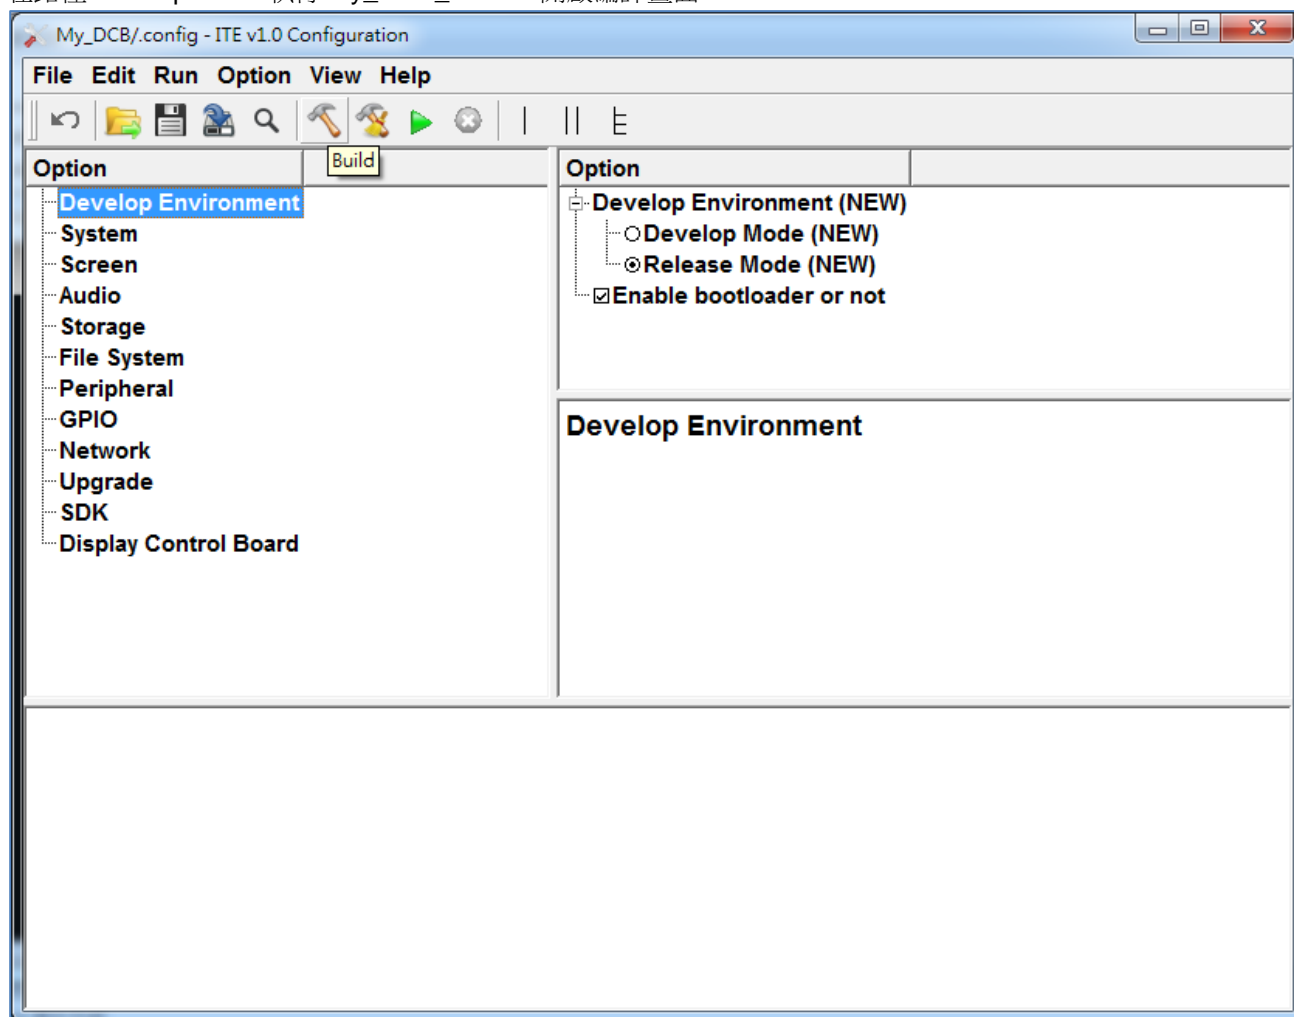 My_DCB/.config - ITE v1.0 Configuration
File Edit Run Option View Help
Build
Option
Develop Environment
System
Screen
Audio
Storage
File System
Peripheral
GPIO
Network
Upgrade
SDK
Display Control Board
Option
Develop Environment (NEW)
Develop Mode (NEW)
Release Mode (NEW)
Enable bootloader or not
Develop Environment